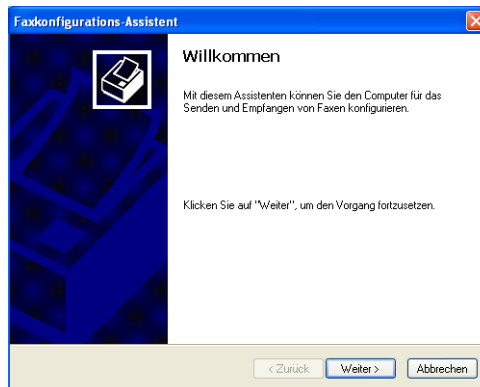 Faxkonfigurations-Assistent
Willkommen
Mit diesem Assistenten können Sie den Computer für das
Senden und Empfangen von Faxen konfigurieren.
Klicken Sie auf "Weiter", um den Vorgang fortzusetzen.
< Zurück Weiter > Abbrechen